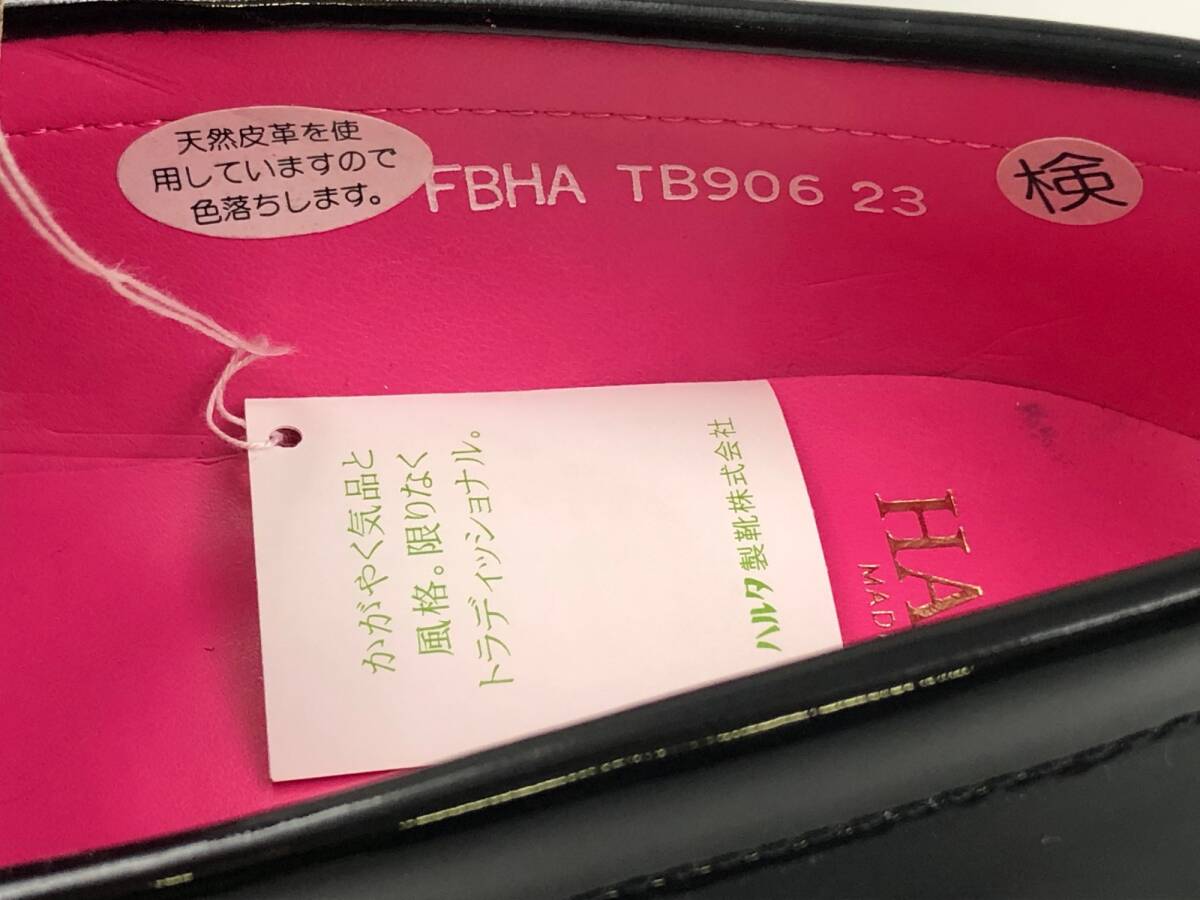 天然皮革を使
用していますので
色落ちします。
FBHA TB906 23
検
かがやく気品と
風格。限りなく
トラディッショナル。
ハルタ製靴株式会社
HA
MAD